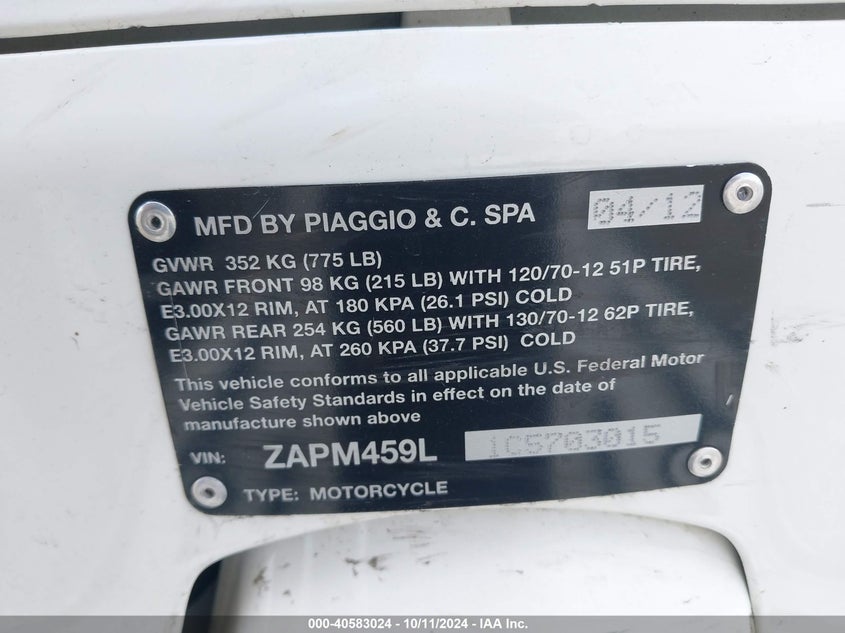 MFD BY PIAGGIO & C. SPA 04/12
GVWR 352 KG (775 LB)
GAWR FRONT 98 KG (215 LB) WITH 120/70-12 51P TIRE,
E3.00X12 RIM, AT 180 KPA (26.1 PSI) COLD
GAWR REAR 254 KG (560 LB) WITH 130/70-12 62P TIRE,
E3.00X12 RIM, AT 260 KPA (37.7 PSI) COLD
This vehicle conforms to all applicable U.S. Federal Motor
Vehicle Safety Standards in effect on the date of
manufacture shown above
VIN: ZAPM459L 1C5703015
TYPE: MOTORCYCLE
000-40583024 - 10/11/2024 - IAA Inc.